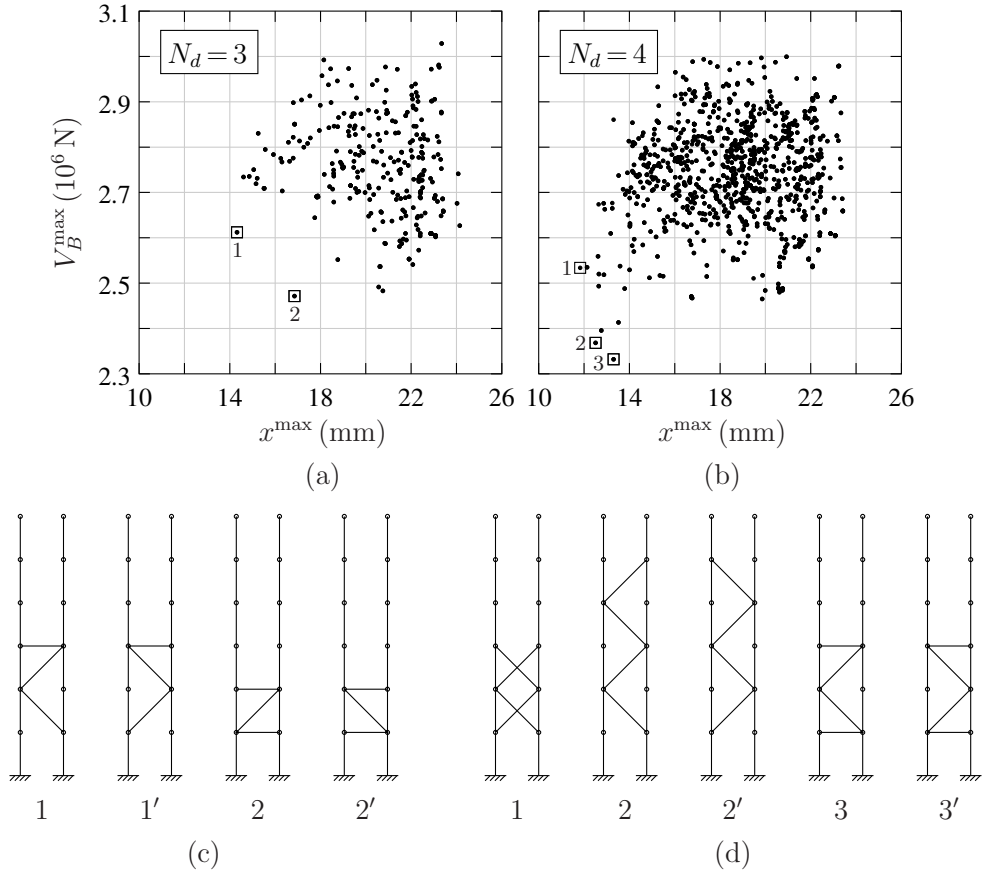 3.1
2.9
2.7
2.5
2.3
V_B^max (10^6 N)
N_d = 3
1
2
10 14 18 22 26
x^max (mm)
(a)
N_d = 4
1
2
3
10 14 18 22 26
x^max (mm)
(b)
1 1′ 2 2′
(c)
1 2 2′ 3 3′
(d)